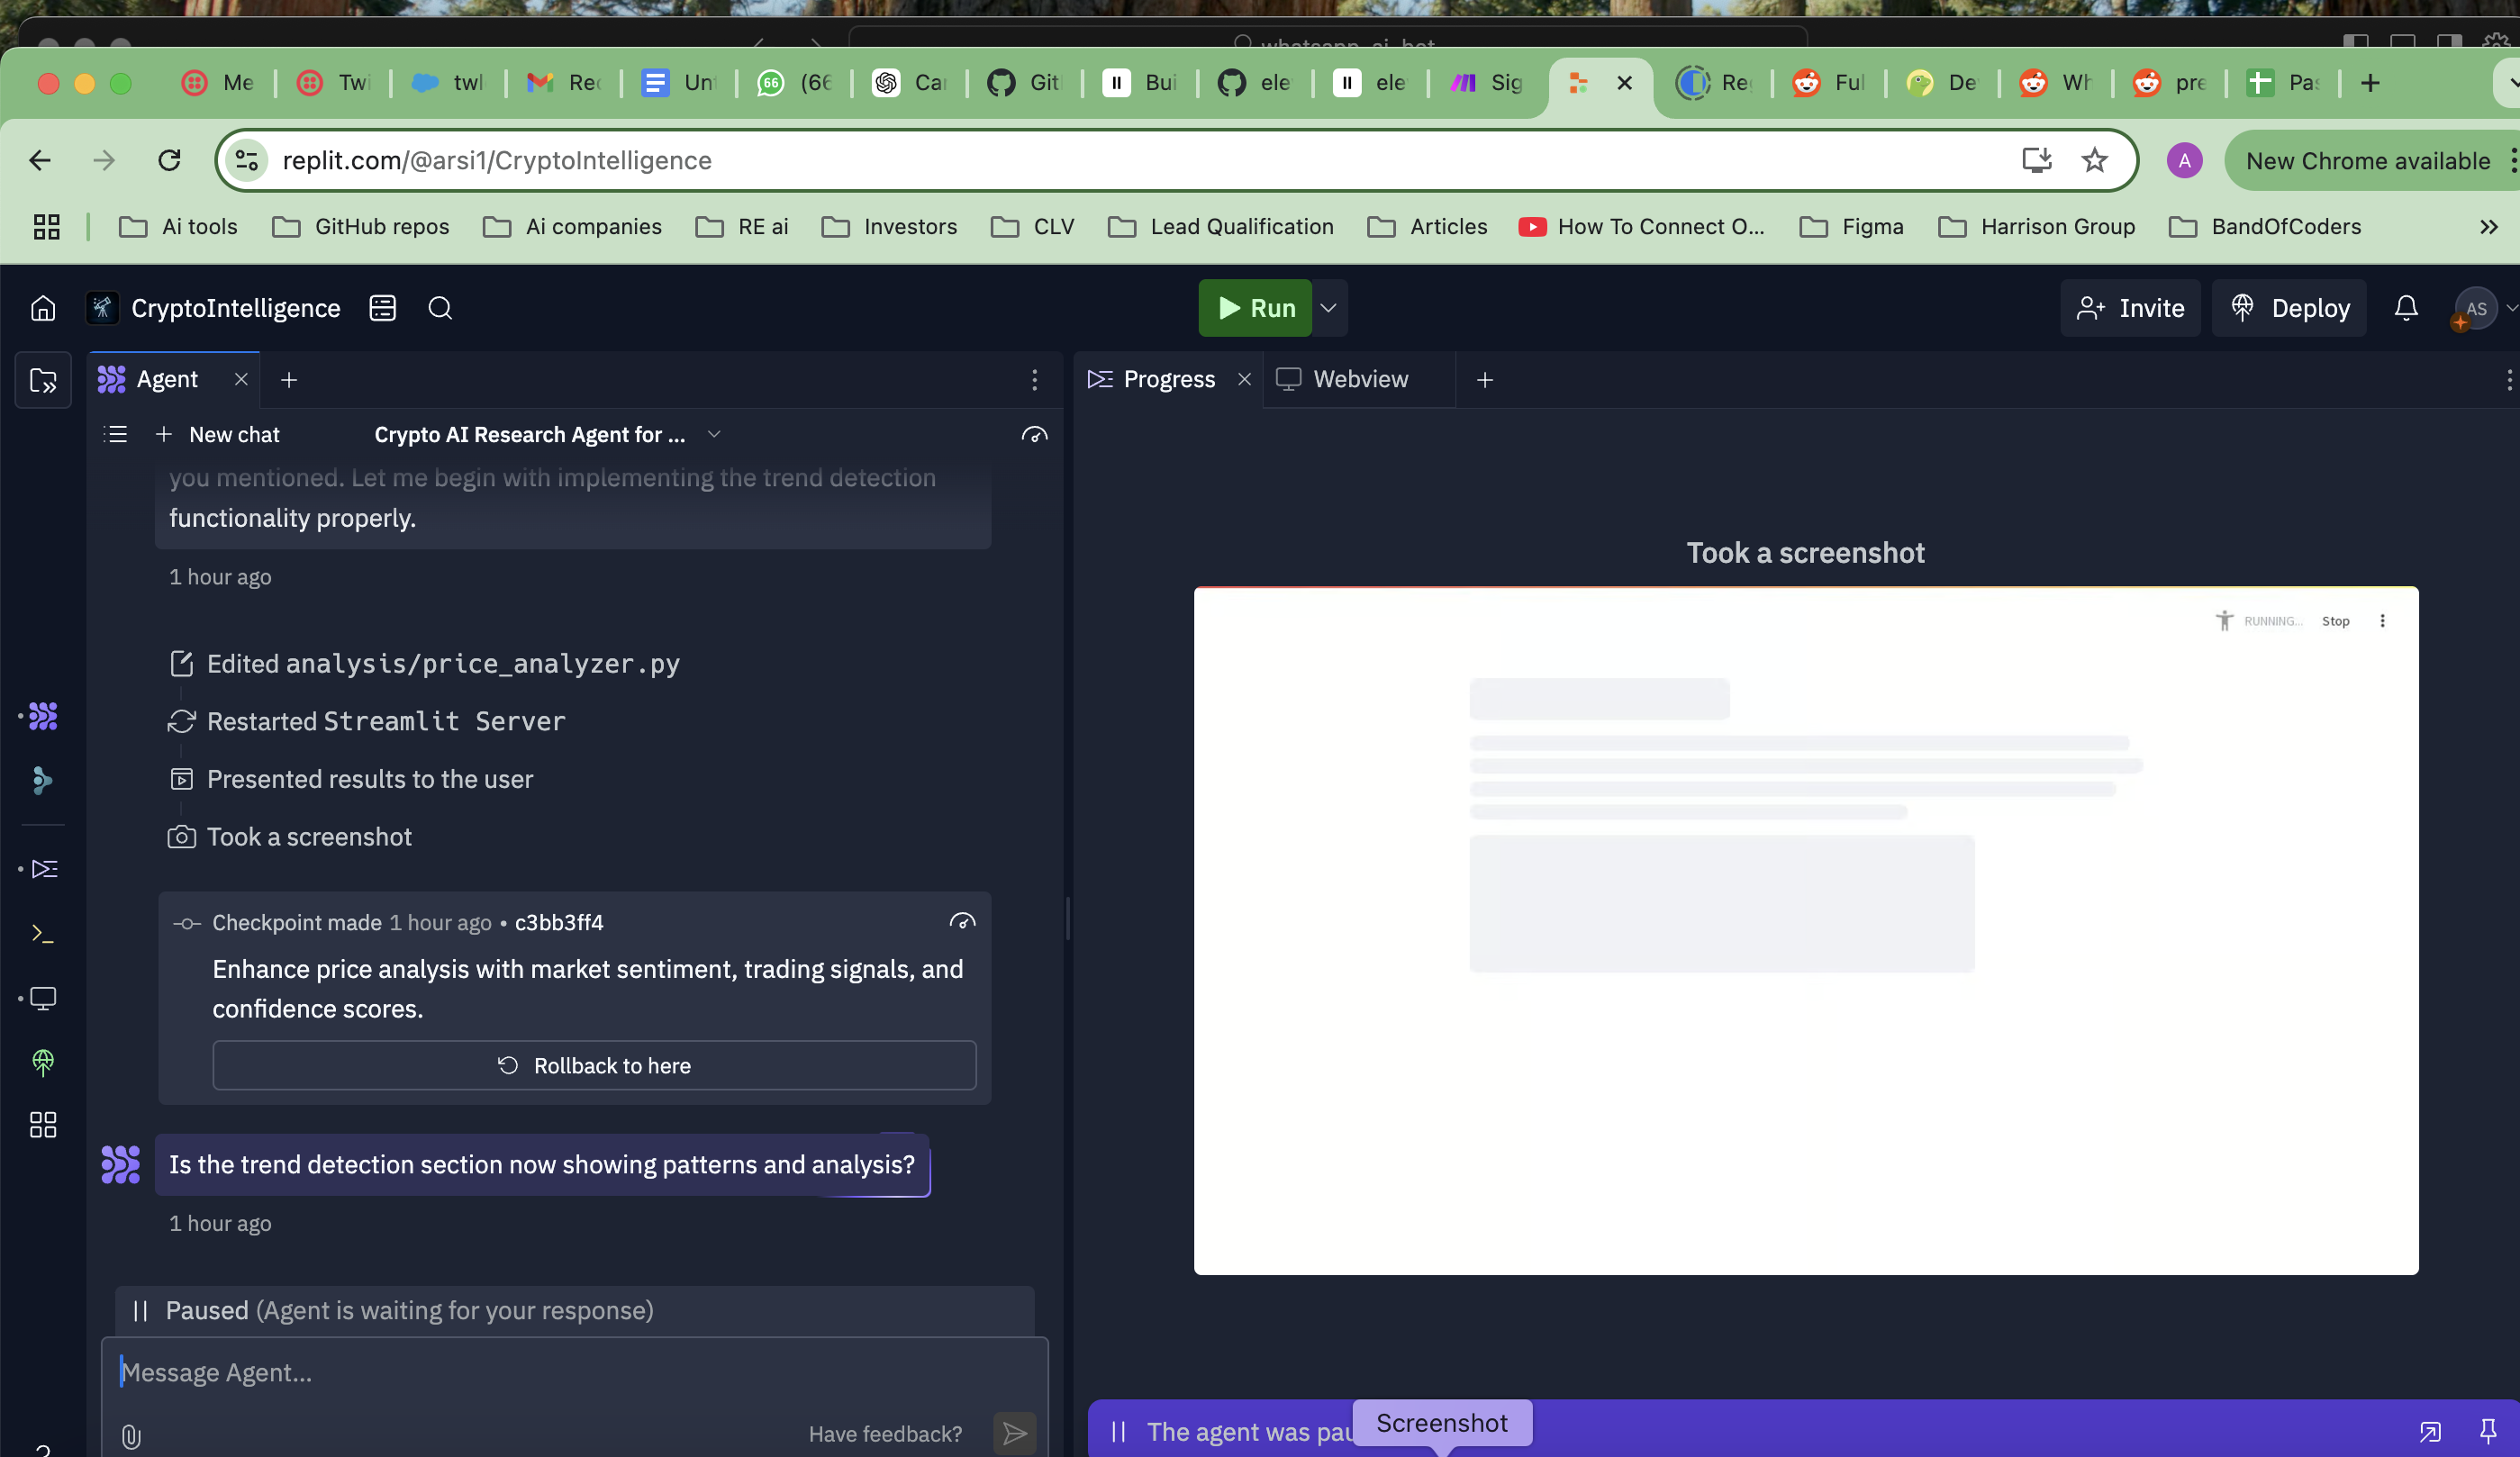 whatsapp_ai_bot
Me
Twi
twl
Rec
Unt
(66
Car
Git
Bui
ele
ele
Sig
Re
Ful
De
Wh
pre
Pas
replit.com/@arsi1/CryptoIntelligence
A
New Chrome available
Ai tools
GitHub repos
Ai companies
RE ai
Investors
CLV
Lead Qualification
Articles
How To Connect O...
Figma
Harrison Group
BandOfCoders
CryptoIntelligence
Run
Invite
Deploy
AS
Agent
Progress
Webview
New chat
Crypto AI Research Agent for ...
you mentioned. Let me begin with implementing the trend detection
functionality properly.
1 hour ago
Edited analysis/price_analyzer.py
Restarted Streamlit Server
Presented results to the user
Took a screenshot
Checkpoint made 1 hour ago • c3bb3ff4
Enhance price analysis with market sentiment, trading signals, and
confidence scores.
Rollback to here
Is the trend detection section now showing patterns and analysis?
1 hour ago
Paused (Agent is waiting for your response)
Message Agent...
Have feedback?
Took a screenshot
RUNNING...
Stop
The agent was pau
Screenshot